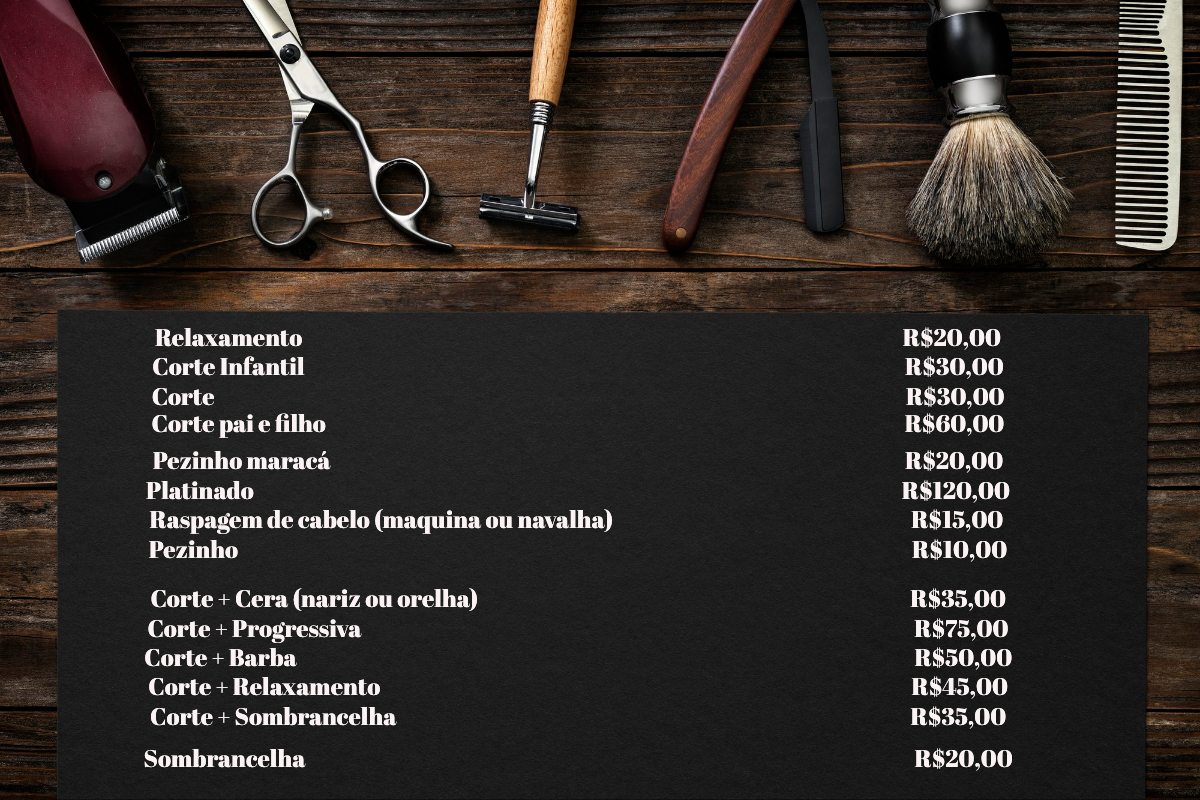 Relaxamento R$20,00
Corte Infantil R$30,00
Corte R$30,00
Corte pai e filho R$60,00
Pezinho maracá R$20,00
Platinado R$120,00
Raspagem de cabelo (maquina ou navalha) R$15,00
Pezinho R$10,00
Corte + Cera (nariz ou orelha) R$35,00
Corte + Progressiva R$75,00
Corte + Barba R$50,00
Corte + Relaxamento R$45,00
Corte + Sombrancelha R$35,00
Sombrancelha R$20,00